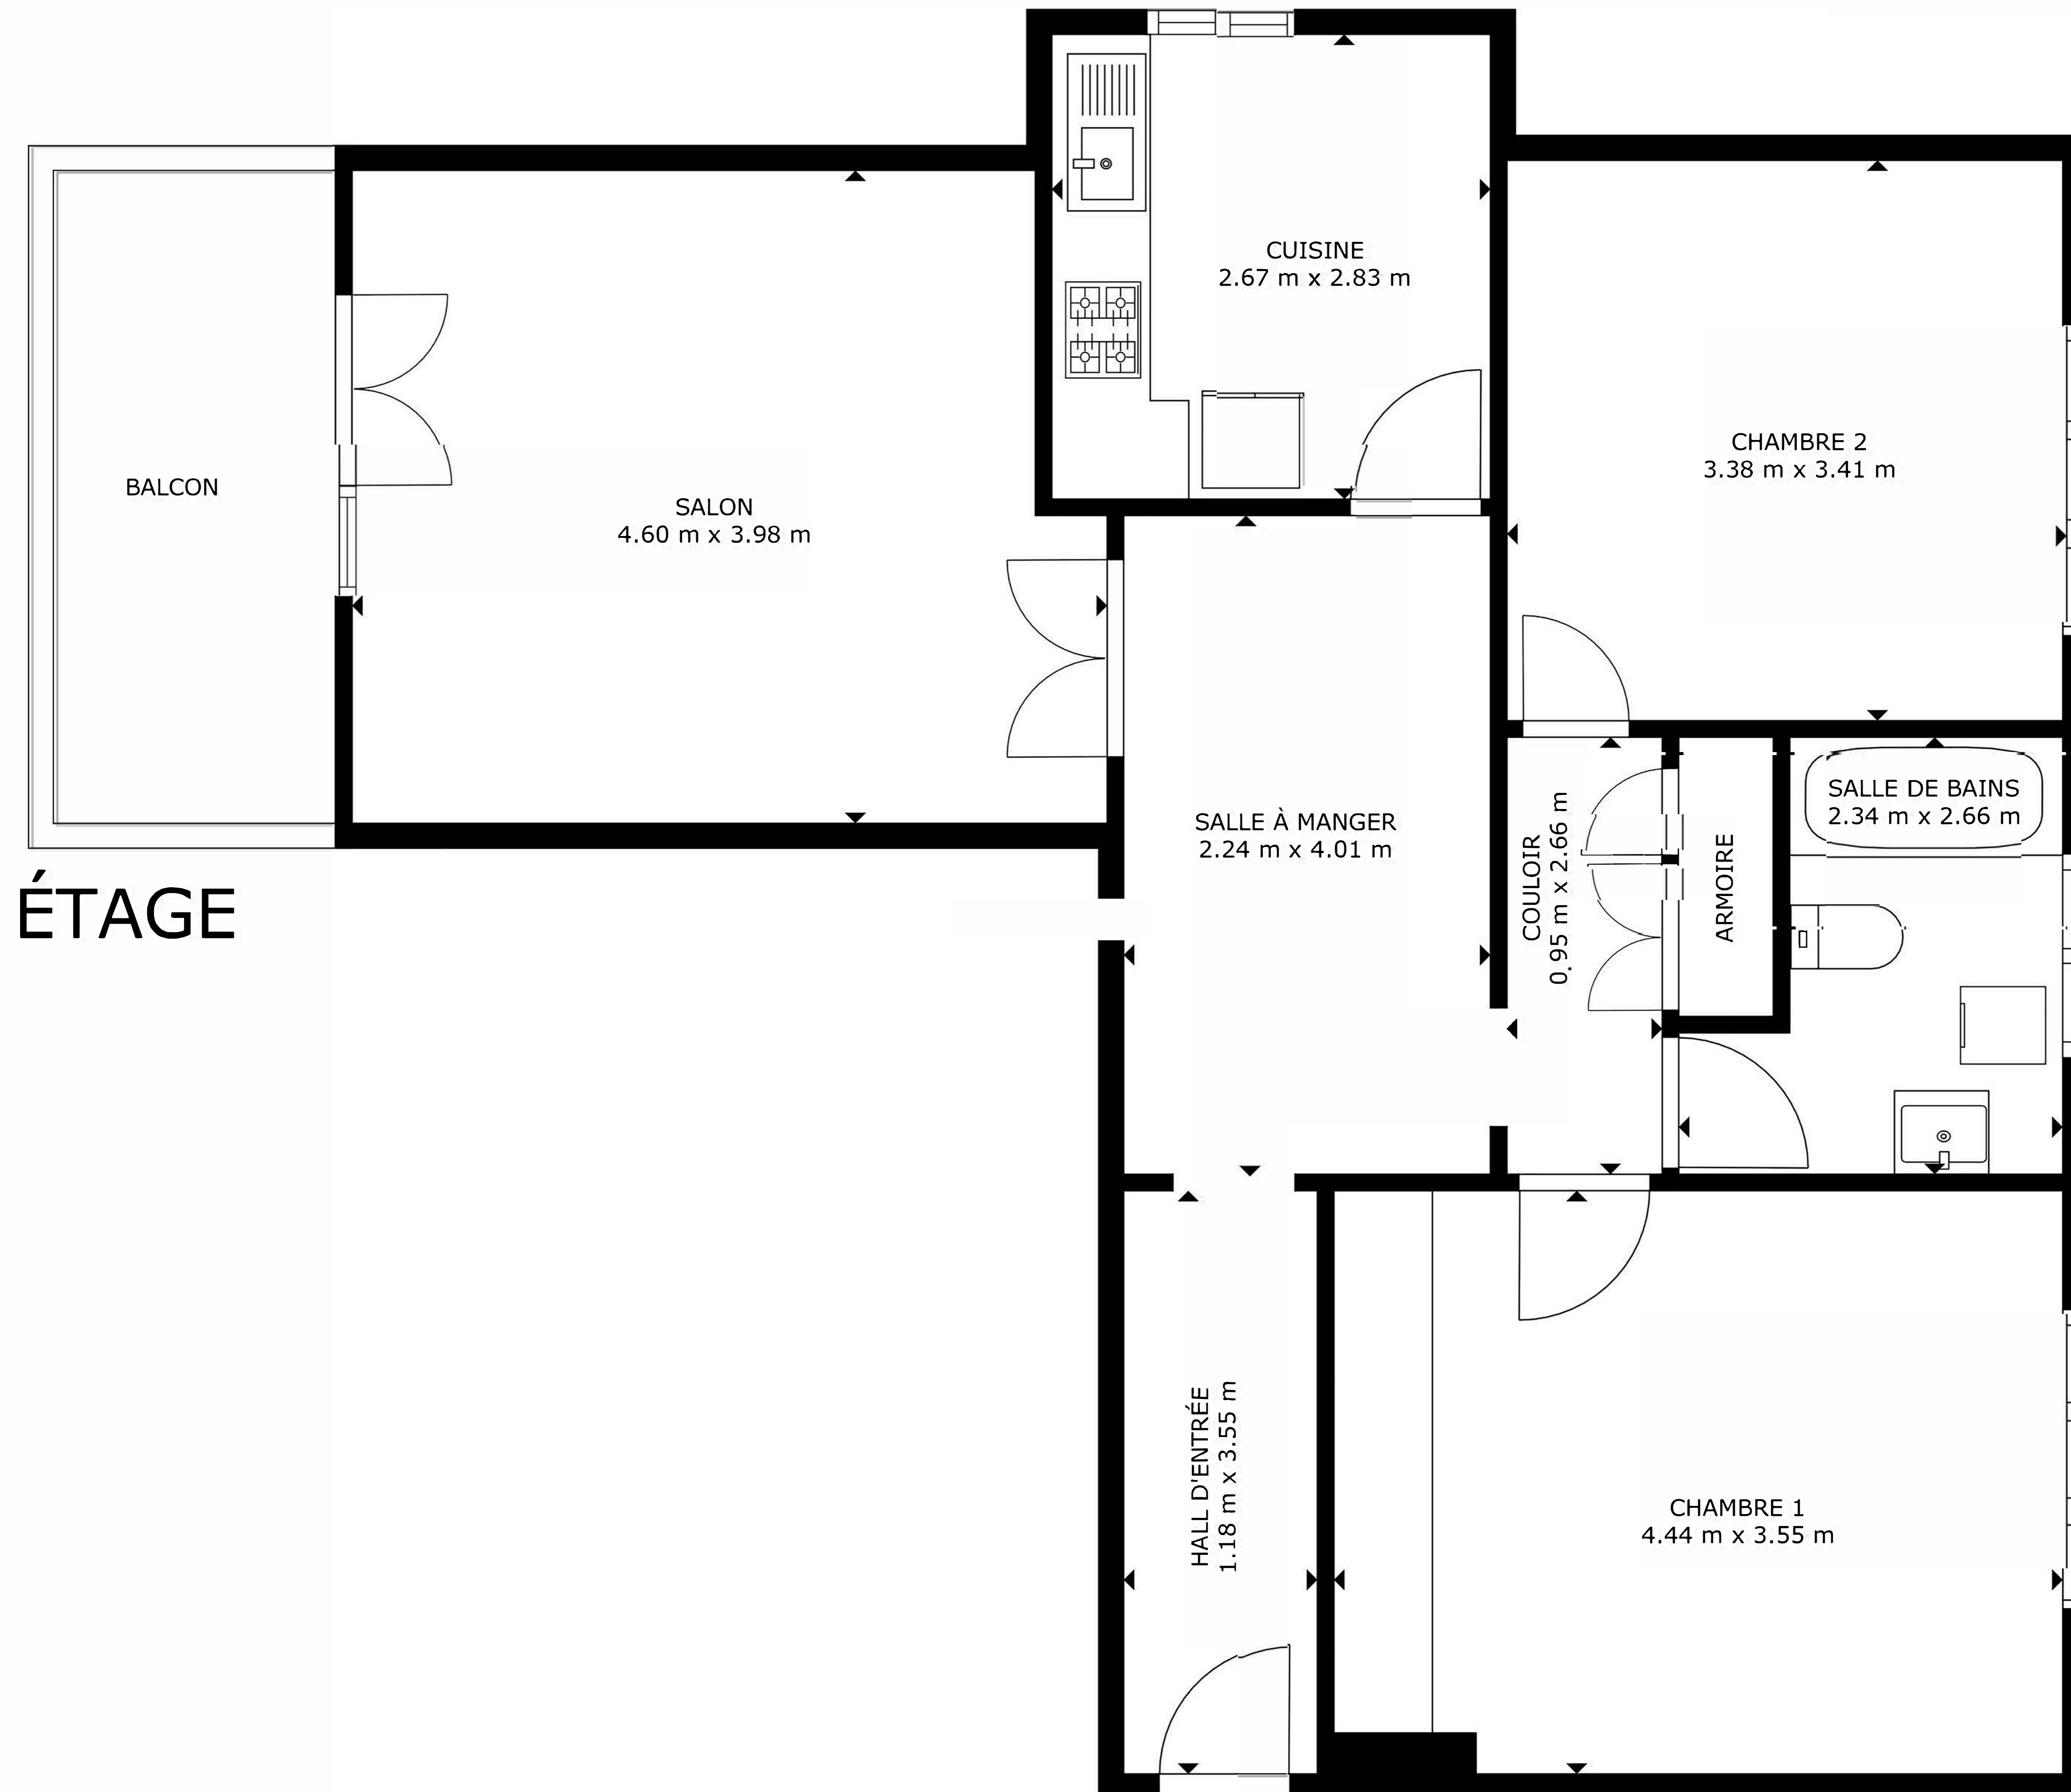 CUISINE
2.67 m x 2.83 m
CHAMBRE 2
3.38 m x 3.41 m
BALCON
SALON
4.60 m x 3.98 m
SALLE DE BAINS
2.34 m x 2.66 m
SALLE À MANGER
2.24 m x 4.01 m
COULOIR
0.95 m x 2.66 m
ARMOIRE
ÉTAGE
HALL D'ENTRÉE
1.18 m x 3.55 m
CHAMBRE 1
4.44 m x 3.55 m